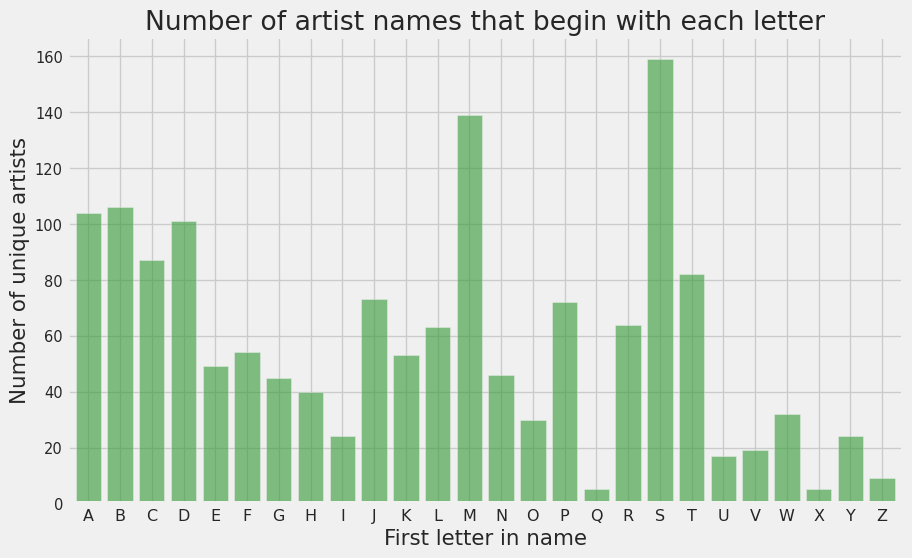 Number of artist names that begin with each letter
Number of unique artists
160
140
120
100
80
60
40
20
0
A B C D E F G H I J K L M N O P Q R S T U V W X Y Z
First letter in name